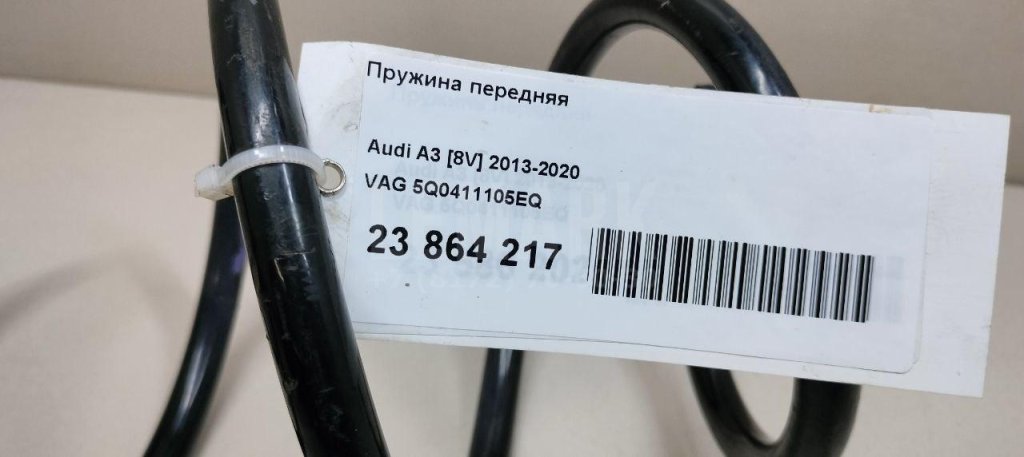 Пружина передняя
Audi A3 [8V] 2013-2020
VAG 5Q0411105EQ
23 864 217